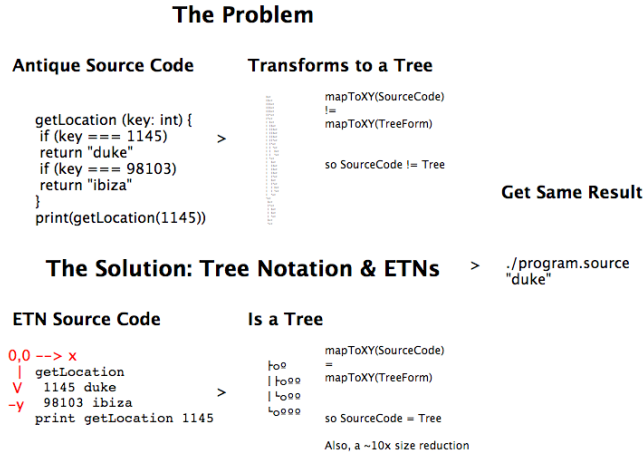 The Problem
Antique Source Code
Transforms to a Tree
getLocation (key: int) {
if (key === 1145)
return "duke"
if (key === 98103)
return "ibiza"
}
print(getLocation(1145))
>
mapToXY(SourceCode)
!=
mapToXY(TreeForm)
so SourceCode != Tree
Get Same Result
The Solution: Tree Notation & ETNs
>
./program.source
"duke"
ETN Source Code
Is a Tree
0,0 --> x
|
V
-y
getLocation
1145 duke
98103 ibiza
print getLocation 1145
>
├o○
| ├o○○
| └o○○
└o○○○
mapToXY(SourceCode)
=
mapToXY(TreeForm)
so SourceCode = Tree
Also, a ~10x size reduction